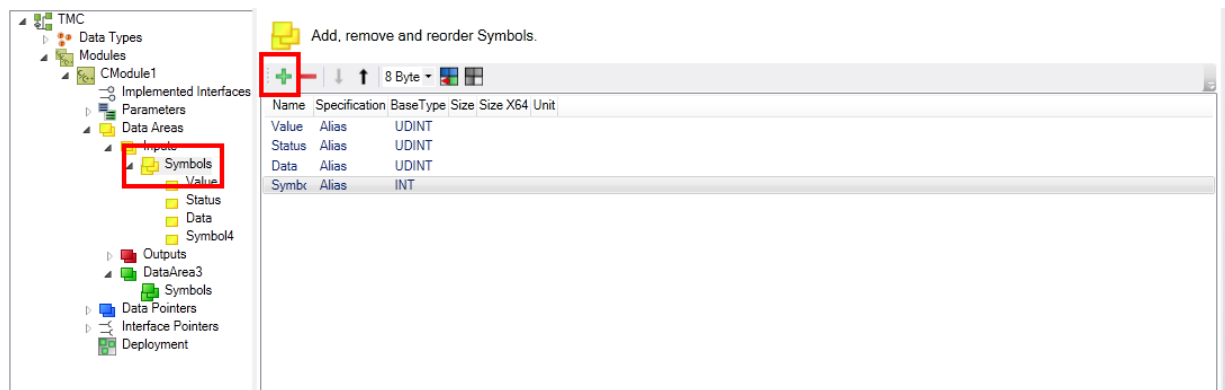 TMC
Data Types
Modules
CModule1
Implemented Interfaces
Parameters
Data Areas
Inputs
Symbols
Value
Status
Data
Symbol4
Outputs
DataArea3
Symbols
Data Pointers
Interface Pointers
Deployment
Add, remove and reorder Symbols.
8 Byte
Name Specification BaseType Size Size X64 Unit
Value Alias UDINT
Status Alias UDINT
Data Alias UDINT
Symbc Alias INT